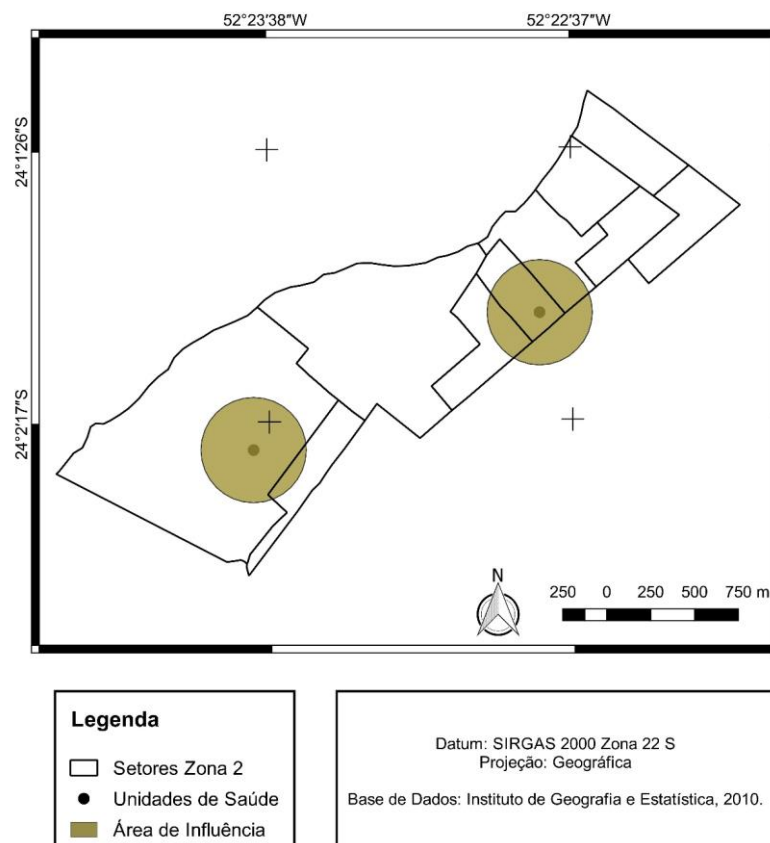 52°23'38"W 52°22'37"W
24°1'26"S
24°2'17"S
N
250 0 250 500 750 m
Legenda
Setores Zona 2
Unidades de Saúde
Área de Influência
Datum: SIRGAS 2000 Zona 22 S
Projeção: Geográfica
Base de Dados: Instituto de Geografia e Estatística, 2010.